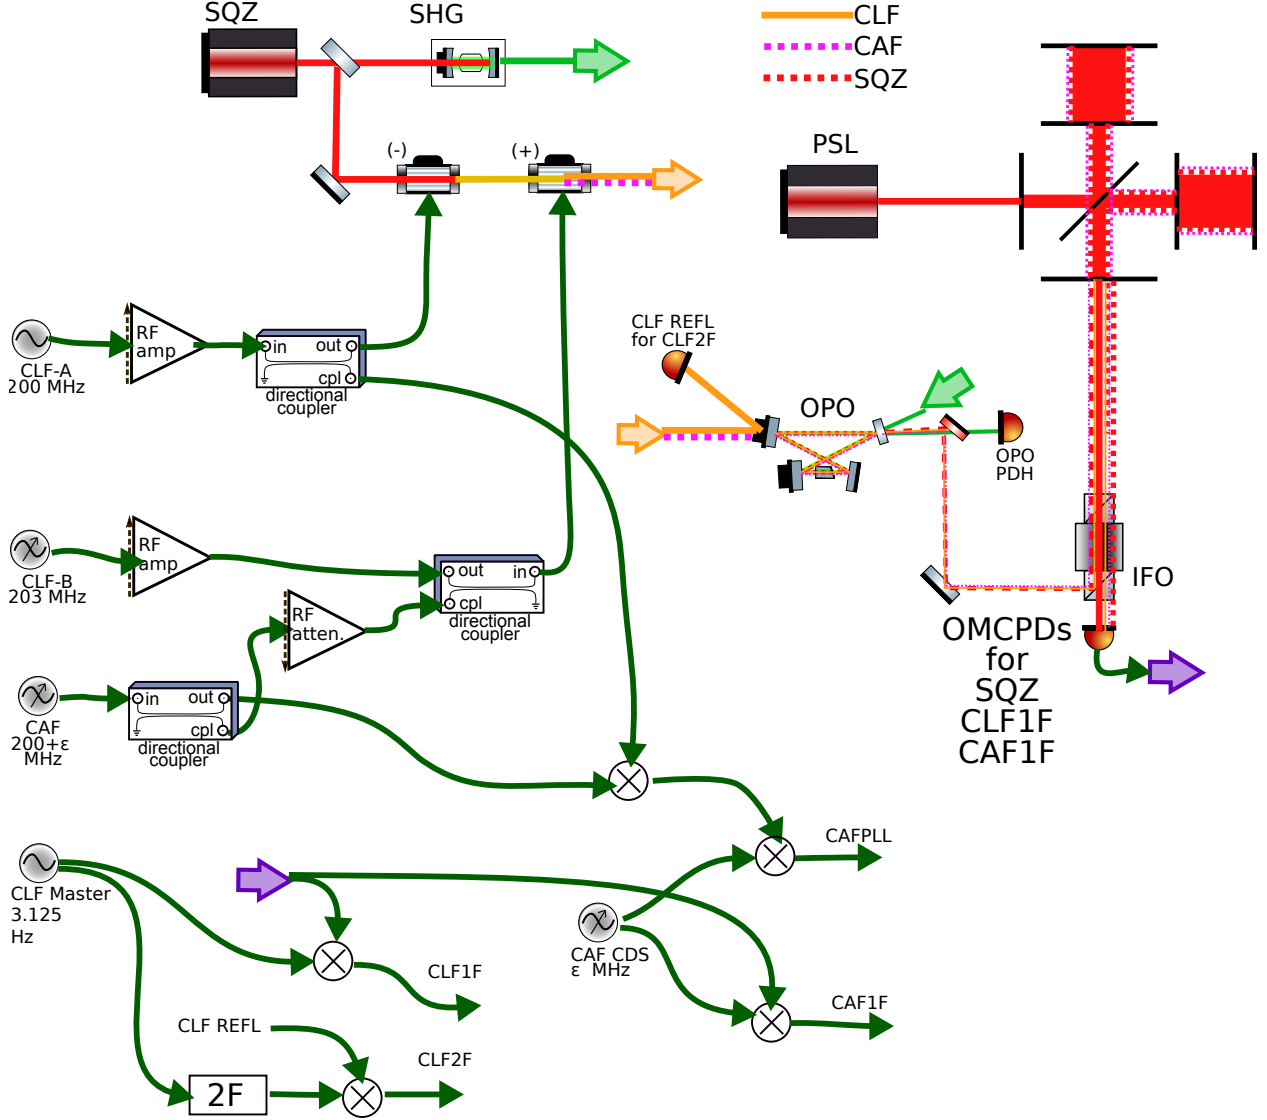 SQZ
SHG
CLF
CAF
SQZ
PSL
(-)
(+)
CLF-A
200 MHz
RF
amp
in
out
cpl
directional
coupler
CLF REFL
for CLF2F
OPO
OPO
PDH
CLF-B
203 MHz
RF
amp
out
in
cpl
directional
coupler
RF
atten.
IFO
OMCPDs
for
SQZ
CLF1F
CAF1F
CAF
200+ε
MHz
in
out
cpl
directional
coupler
CAFPLL
CLF Master
3.125
Hz
CAF CDS
ε MHz
CLF1F
CAF1F
CLF REFL
CLF2F
2F